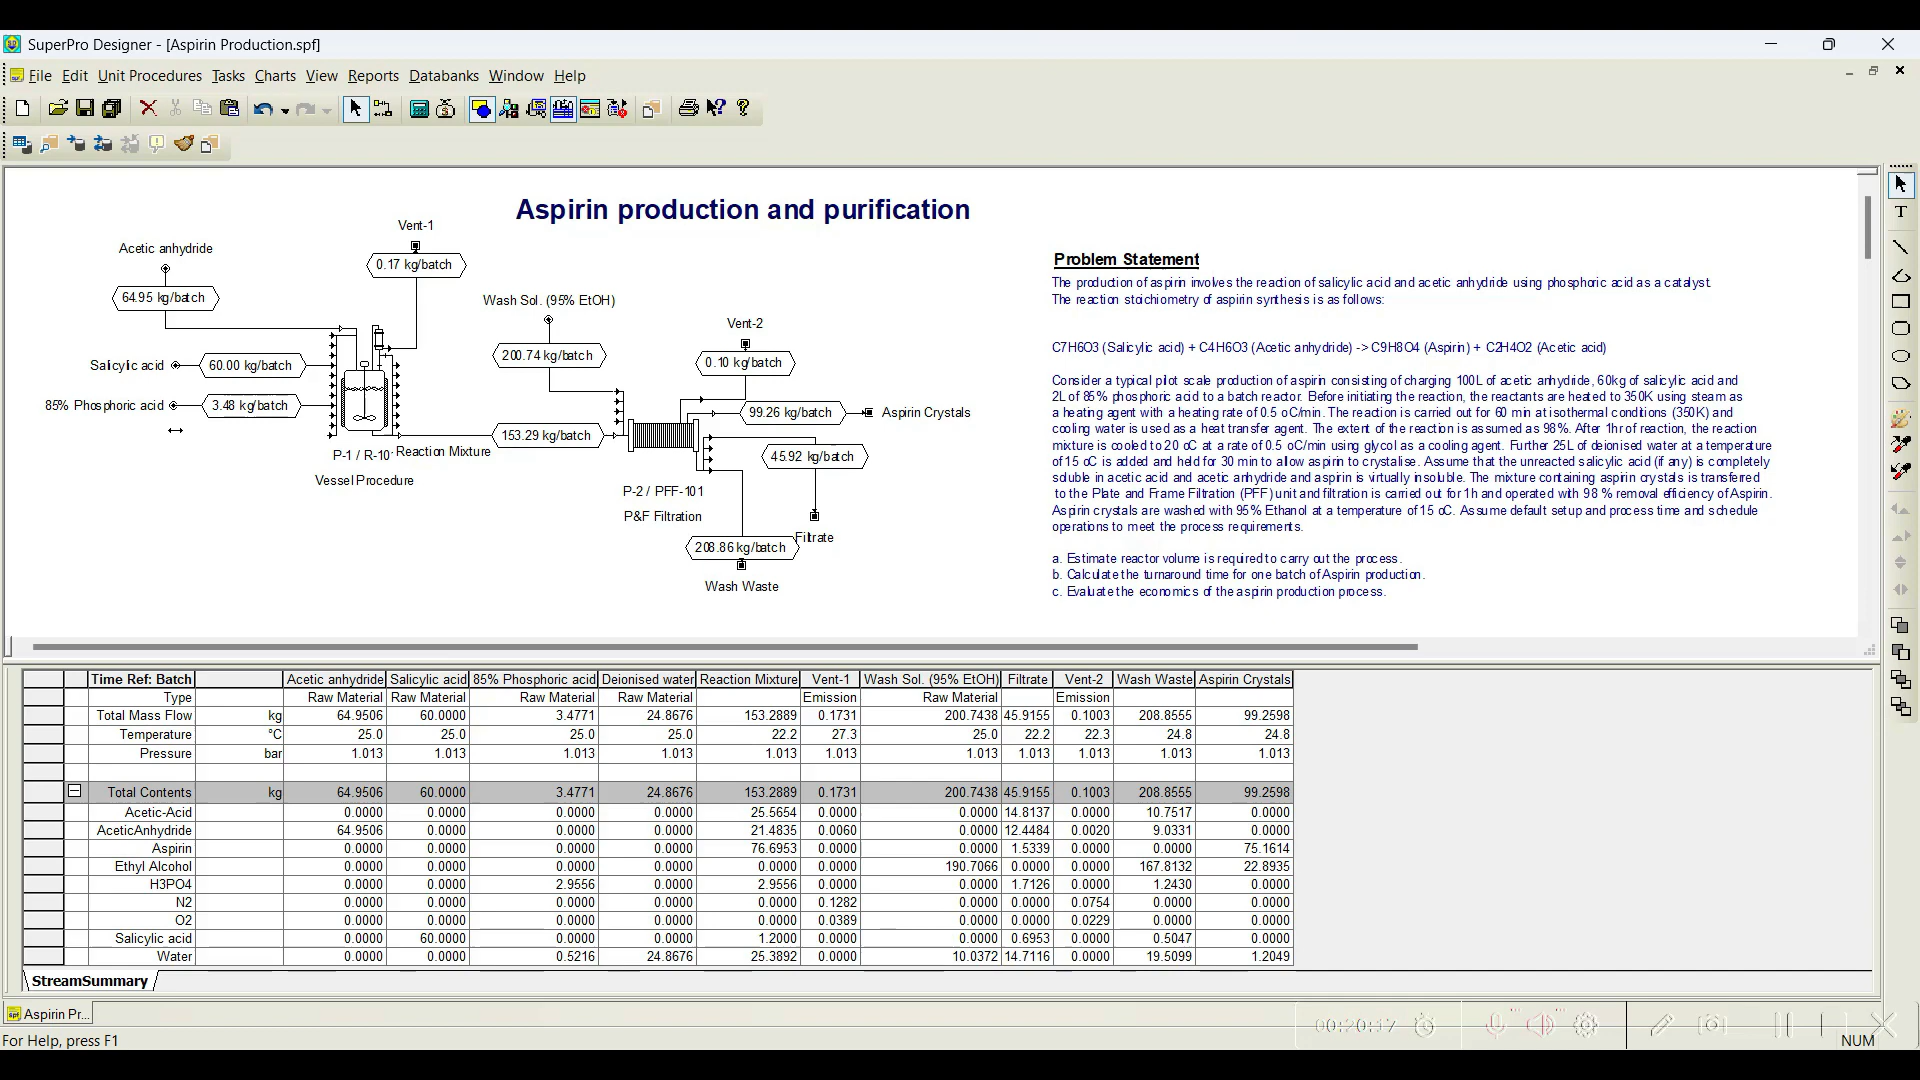 SuperPro Designer - [Aspirin Production.spf]
File Edit Unit Procedures Tasks Charts View Reports Databanks Window Help
Aspirin production and purification
Vent-1
0.17 kg/batch
Acetic anhydride
64.95 kg/batch
Salicylic acid
60.00 kg/batch
85% Phosphoric acid
3.48 kg/batch
P-1 / R-10
Reaction Mixture
Vessel Procedure
153.29 kg/batch
Wash Sol. (95% EtOH)
200.74 kg/batch
Vent-2
0.10 kg/batch
99.26 kg/batch
Aspirin Crystals
45.92 kg/batch
P-2 / PFF-101
P&F Filtration
Filtrate
208.86 kg/batch
Wash Waste
Problem Statement
The production of aspirin involves the reaction of salicylic acid and acetic anhydride using phosphoric acid as a catalyst.
The reaction stoichiometry of aspirin synthesis is as follows:
C7H6O3 (Salicylic acid) + C4H6O3 (Acetic anhydride) -> C9H8O4 (Aspirin) + C2H4O2 (Acetic acid)
Consider a typical pilot scale production of aspirin consisting of charging 100L of acetic anhydride, 60kg of salicylic acid and
2L of 85% phosphoric acid to a batch reactor. Before initiating the reaction, the reactants are heated to 350K using steam as
a heating agent with a heating rate of 0.5 oC/min. The reaction is carried out for 60 min at isothermal conditions (350K) and
cooling water is used as a heat transfer agent. The extent of the reaction is assumed as 98%. After 1hr of reaction, the reaction
mixture is cooled to 20 oC at a rate of 0.5 oC/min using glycol as a cooling agent. Further 25L of deionised water at a temperature
of 15 oC is added and held for 30 min to allow aspirin to crystalise. Assume that the unreacted salicylic acid (if any) is completely
soluble in acetic acid and acetic anhydride and aspirin is virtually insoluble. The mixture containing aspirin crystals is transferred
to the Plate and Frame Filtration (PFF) unit and filtration is carried out for 1h and operated with 98 % removal efficiency of Aspirin.
Aspirin crystals are washed with 95% Ethanol at a temperature of 15 oC. Assume default setup and process time and schedule
operations to meet the process requirements.
a. Estimate reactor volume is required to carry out the process.
b. Calculate the turnaround time for one batch of Aspirin production.
c. Evaluate the economics of the aspirin production process.
Time Ref: Batch Acetic anhydride Salicylic acid 85% Phosphoric acid Deionised water Reaction Mixture Vent-1 Wash Sol. (95% EtOH) Filtrate Vent-2 Wash Waste Aspirin Crystals
Type Raw Material Raw Material Raw Material Raw Material Emission Raw Material Emission
Total Mass Flow kg 64.9506 60.0000 3.4771 24.8676 153.2889 0.1731 200.7438 45.9155 0.1003 208.8555 99.2598
Temperature °C 25.0 25.0 25.0 25.0 22.2 27.3 25.0 22.2 22.3 24.8 24.8
Pressure bar 1.013 1.013 1.013 1.013 1.013 1.013 1.013 1.013 1.013 1.013 1.013
Total Contents kg 64.9506 60.0000 3.4771 24.8676 153.2889 0.1731 200.7438 45.9155 0.1003 208.8555 99.2598
Acetic-Acid 0.0000 0.0000 0.0000 0.0000 25.5654 0.0000 0.0000 14.8137 0.0000 10.7517 0.0000
AceticAnhydride 64.9506 0.0000 0.0000 0.0000 21.4835 0.0060 0.0000 12.4484 0.0020 9.0331 0.0000
Aspirin 0.0000 0.0000 0.0000 0.0000 76.6953 0.0000 0.0000 1.5339 0.0000 0.0000 75.1614
Ethyl Alcohol 0.0000 0.0000 0.0000 0.0000 0.0000 0.0000 190.7066 0.0000 0.0000 167.8132 22.8935
H3PO4 0.0000 0.0000 2.9556 0.0000 2.9556 0.0000 0.0000 1.7126 0.0000 1.2430 0.0000
N2 0.0000 0.0000 0.0000 0.0000 0.0000 0.1282 0.0000 0.0000 0.0754 0.0000 0.0000
O2 0.0000 0.0000 0.0000 0.0000 0.0000 0.0389 0.0000 0.0000 0.0229 0.0000 0.0000
Salicylic acid 0.0000 60.0000 0.0000 0.0000 1.2000 0.0000 0.0000 0.6953 0.0000 0.5047 0.0000
Water 0.0000 0.0000 0.5216 24.8676 25.3892 0.0000 10.0372 14.7116 0.0000 19.5099 1.2049
StreamSummary
Aspirin Pr...
For Help, press F1
NUM